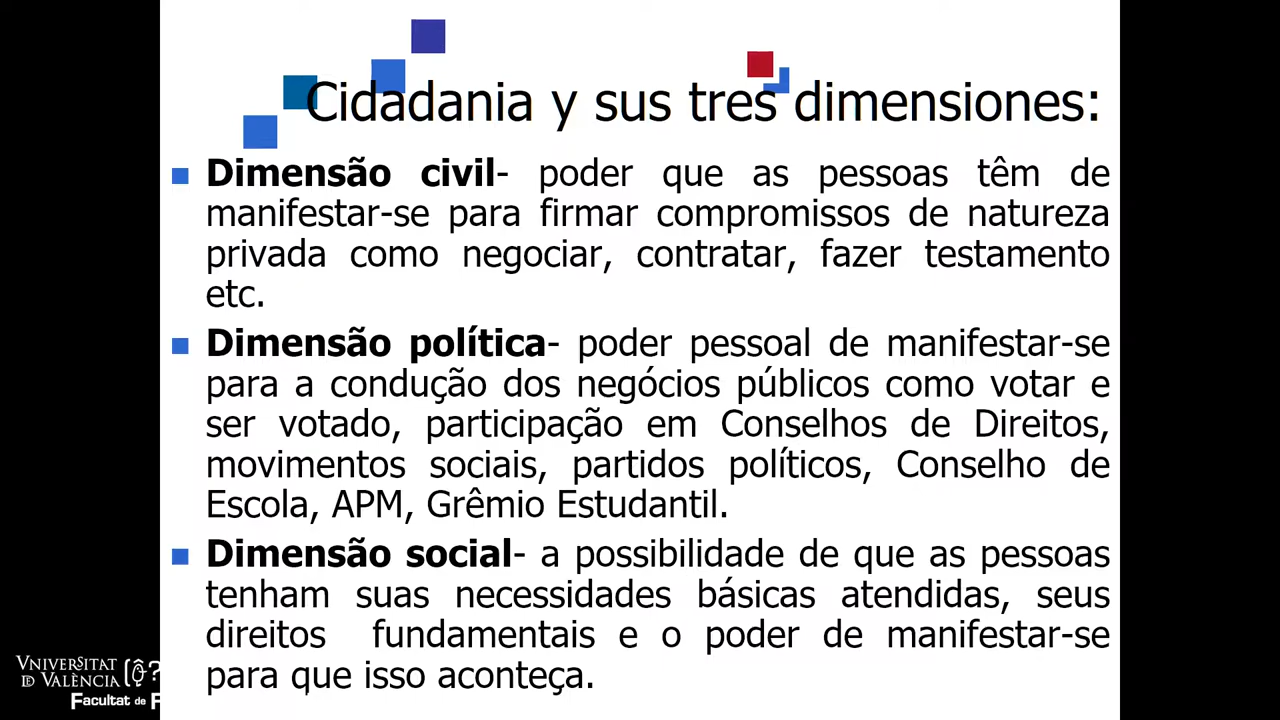 Cidadania y sus tres dimensiones:
Dimensão civil- poder que as pessoas têm de
manifestar-se para firmar compromissos de natureza
privada como negociar, contratar, fazer testamento
etc.
Dimensão política- poder pessoal de manifestar-se
para a condução dos negócios públicos como votar e
ser votado, participação em Conselhos de Direitos,
movimentos sociais, partidos políticos, Conselho de
Escola, APM, Grêmio Estudantil.
Dimensão social- a possibilidade de que as pessoas
tenham suas necessidades básicas atendidas, seus
direitos fundamentais e o poder de manifestar-se
para que isso aconteça.
VNIVERSITAT
DE VALÈNCIA
Facultat de F